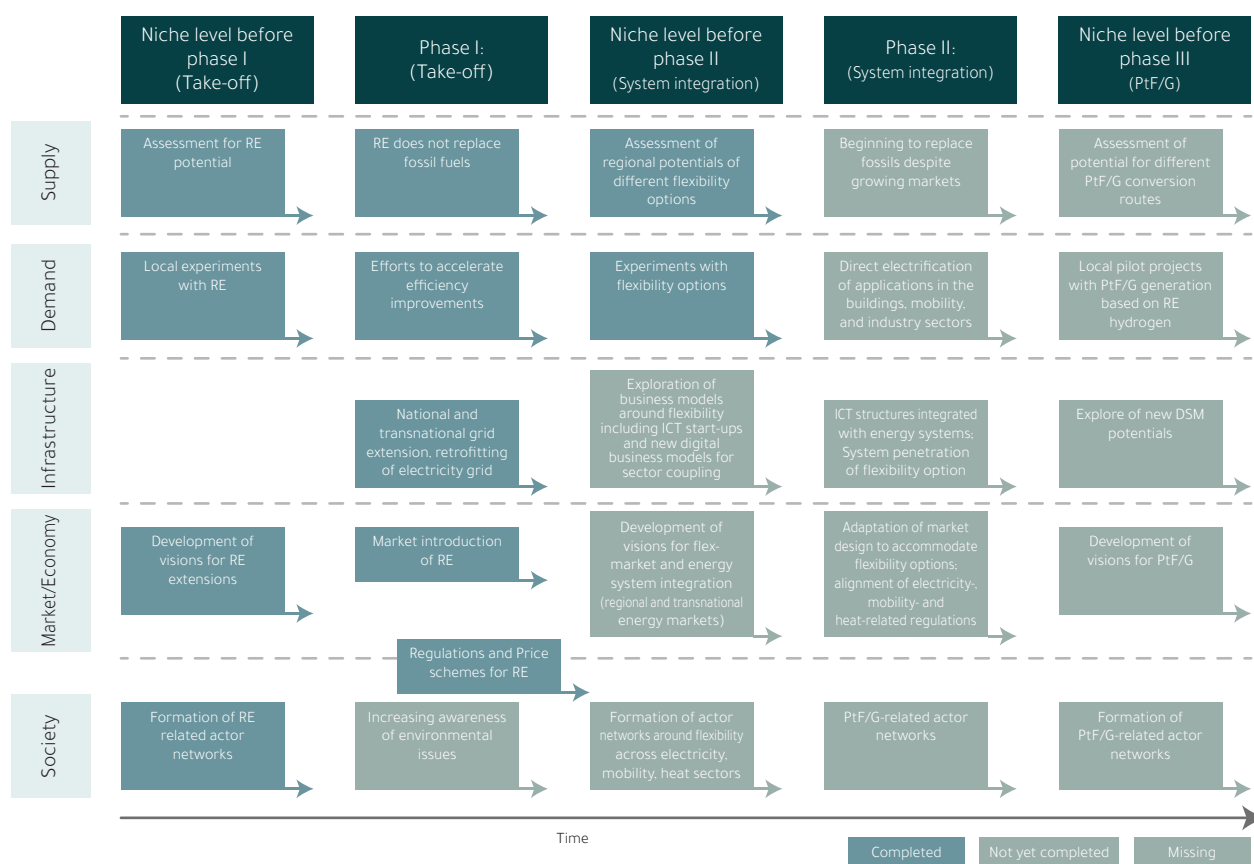 Niche level before
phase I
(Take-off)
Phase I:
(Take-off)
Niche level before
phase II
(System integration)
Phase II:
(System integration)
Niche level before
phase III
(PtF/G)
Supply
Assessment for RE
potential
RE does not replace
fossil fuels
Assessment of
regional potentials of
different flexibility
options
Beginning to replace
fossils despite
growing markets
Assessment of
potential for different
PtF/G conversion
routes
Demand
Local experiments
with RE
Efforts to accelerate
efficiency
improvements
Experiments with
flexibility options
Direct electrification
of applications in the
buildings, mobility,
and industry sectors
Local pilot projects
with PtF/G generation
based on RE
hydrogen
Infrastructure
National and
transnational grid
extension, retrofitting
of electricity grid
Exploration of
business models
around flexibility
including ICT start-ups
and new digital
business models for
sector coupling
ICT structures integrated
with energy systems;
System penetration
of flexibility option
Explore of new DSM
potentials
Market/Economy
Development of
visions for RE
extensions
Market introduction
of RE
Development of
visions for flex-
market and energy
system integration
(regional and transnational
energy markets)
Adaptation of market
design to accommodate
flexibility options;
alignment of electricity-,
mobility- and
heat-related regulations
Development of
visions for PtF/G
Regulations and Price
schemes for RE
Society
Formation of RE
related actor
networks
Increasing awareness
of environmental
issues
Formation of actor
networks around flexibility
across electricity,
mobility, heat sectors
PtF/G-related actor
networks
Formation of
PtF/G-related actor
networks
Time
Completed
Not yet completed
Missing